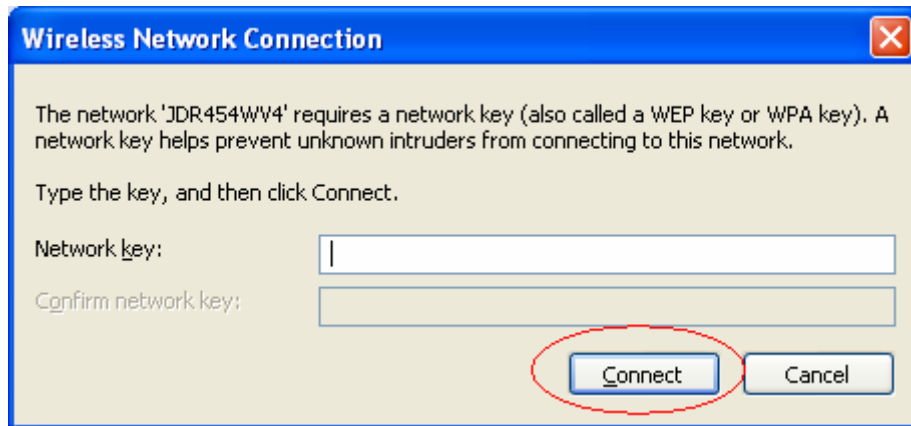 Wireless Network Connection
The network 'JDR454WV4' requires a network key (also called a WEP key or WPA key). A
network key helps prevent unknown intruders from connecting to this network.
Type the key, and then click Connect.
Network key:
Confirm network key:
Connect Cancel